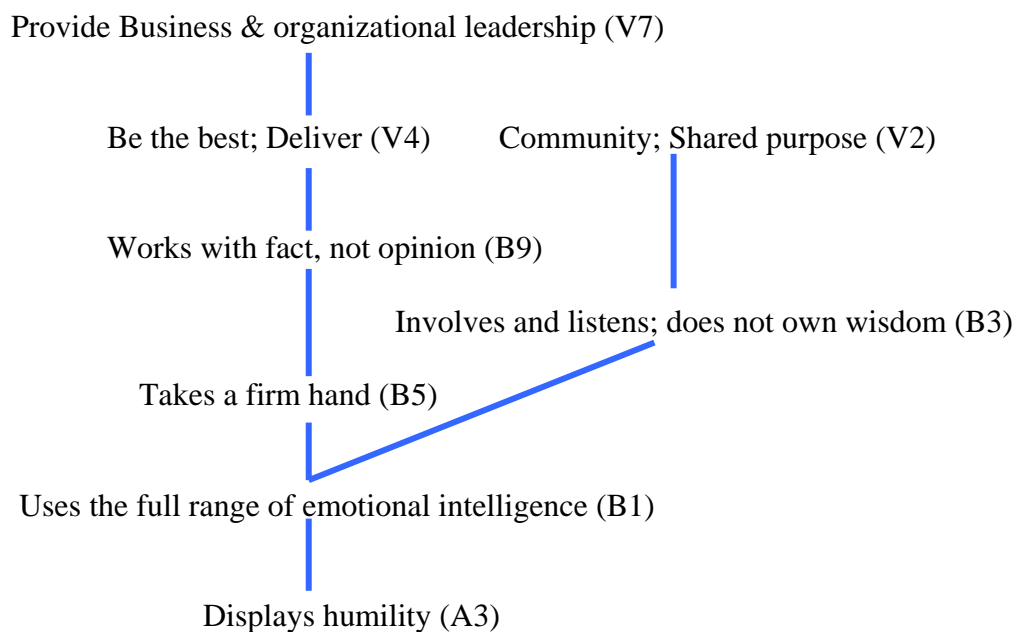 Provide Business & organizational leadership (V7)
Be the best; Deliver (V4)
Community; Shared purpose (V2)
Works with fact, not opinion (B9)
Involves and listens; does not own wisdom (B3)
Takes a firm hand (B5)
Uses the full range of emotional intelligence (B1)
Displays humility (A3)